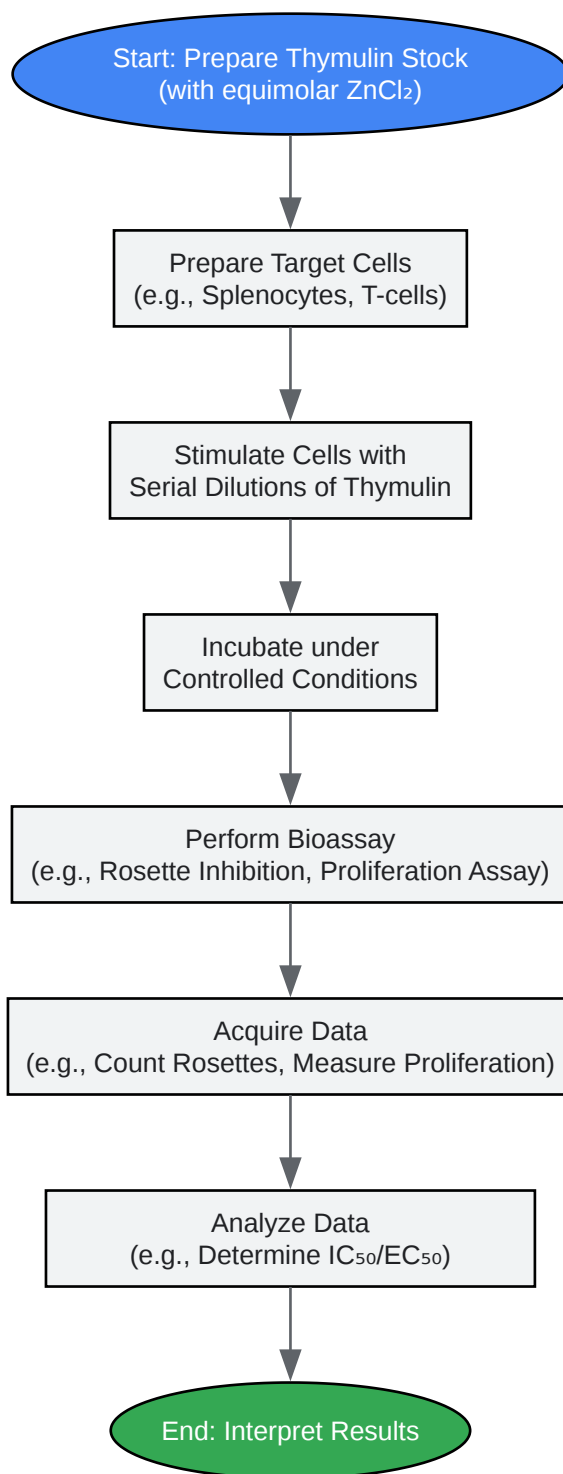 Start: Prepare Thymulin Stock
(with equimolar ZnCl₂)
Prepare Target Cells
(e.g., Splenocytes, T-cells)
Stimulate Cells with
Serial Dilutions of Thymulin
Incubate under
Controlled Conditions
Perform Bioassay
(e.g., Rosette Inhibition, Proliferation Assay)
Acquire Data
(e.g., Count Rosettes, Measure Proliferation)
Analyze Data
(e.g., Determine IC₅₀/EC₅₀)
End: Interpret Results